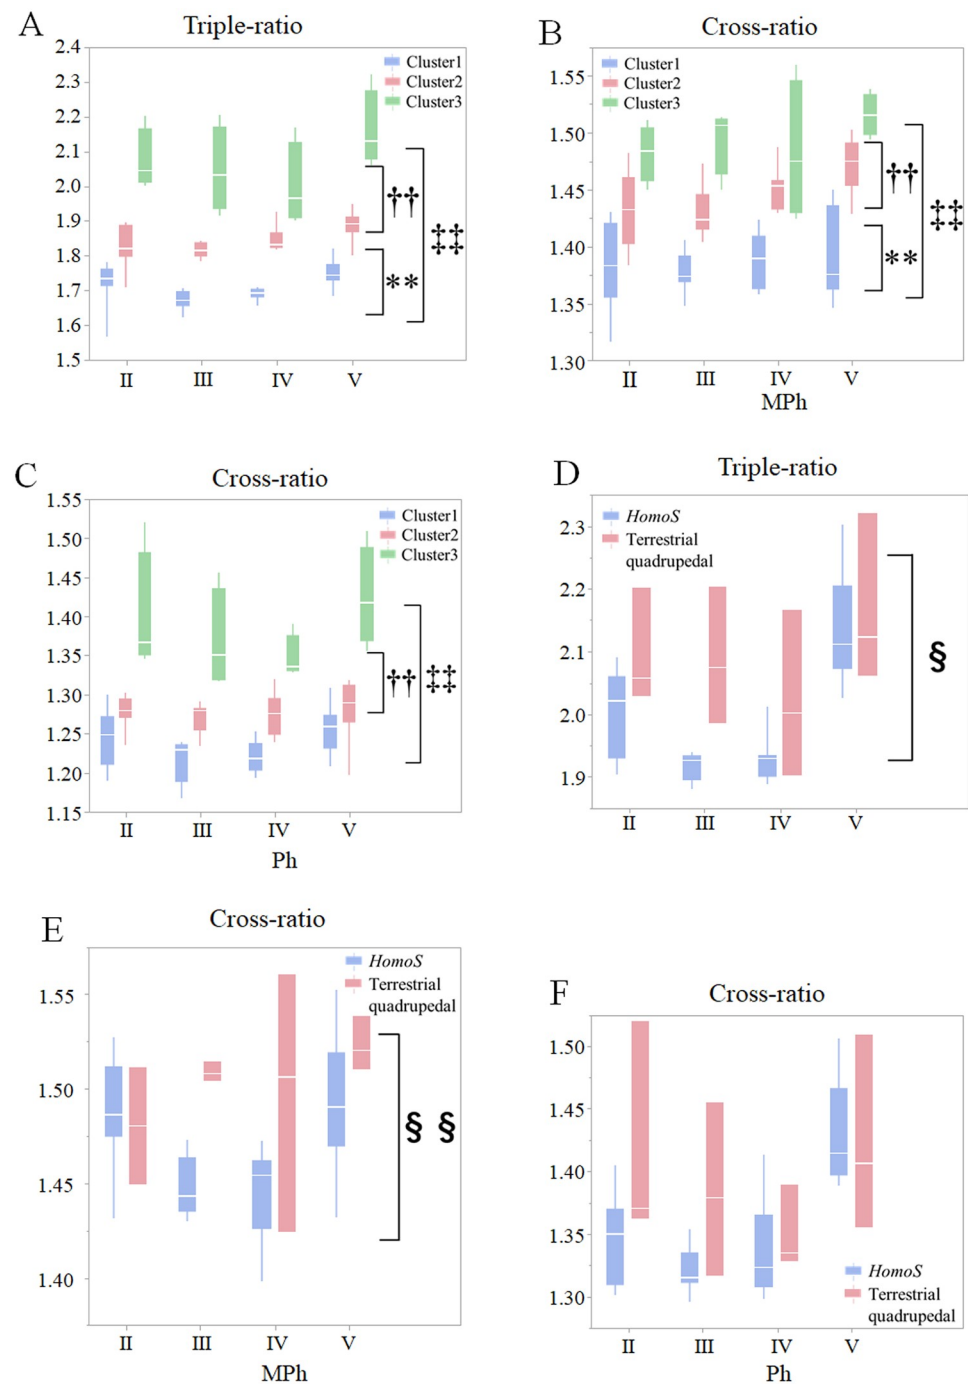 A
Triple-ratio
2.4
2.3
2.2
2.1
2.0
1.9
1.8
1.7
1.6
1.5
Cluster1
Cluster2
Cluster3
††
‡‡
**
II III IV V
B
Cross-ratio
1.55
1.50
1.45
1.40
1.35
1.30
Cluster1
Cluster2
Cluster3
††
‡‡
**
II III IV V
MPh
C
Cross-ratio
1.55
1.50
1.45
1.40
1.35
1.30
1.25
1.20
1.15
Cluster1
Cluster2
Cluster3
†† ‡‡
II III IV V
Ph
D
Triple-ratio
2.3
2.2
2.1
2.0
1.9
HomoS
Terrestrial
quadrupedal
§
II III IV V
E
Cross-ratio
1.55
1.50
1.45
1.40
HomoS
Terrestrial
quadrupedal
§ §
II III IV V
MPh
F
Cross-ratio
1.50
1.45
1.40
1.35
1.30
HomoS
Terrestrial
quadrupedal
II III IV V
Ph